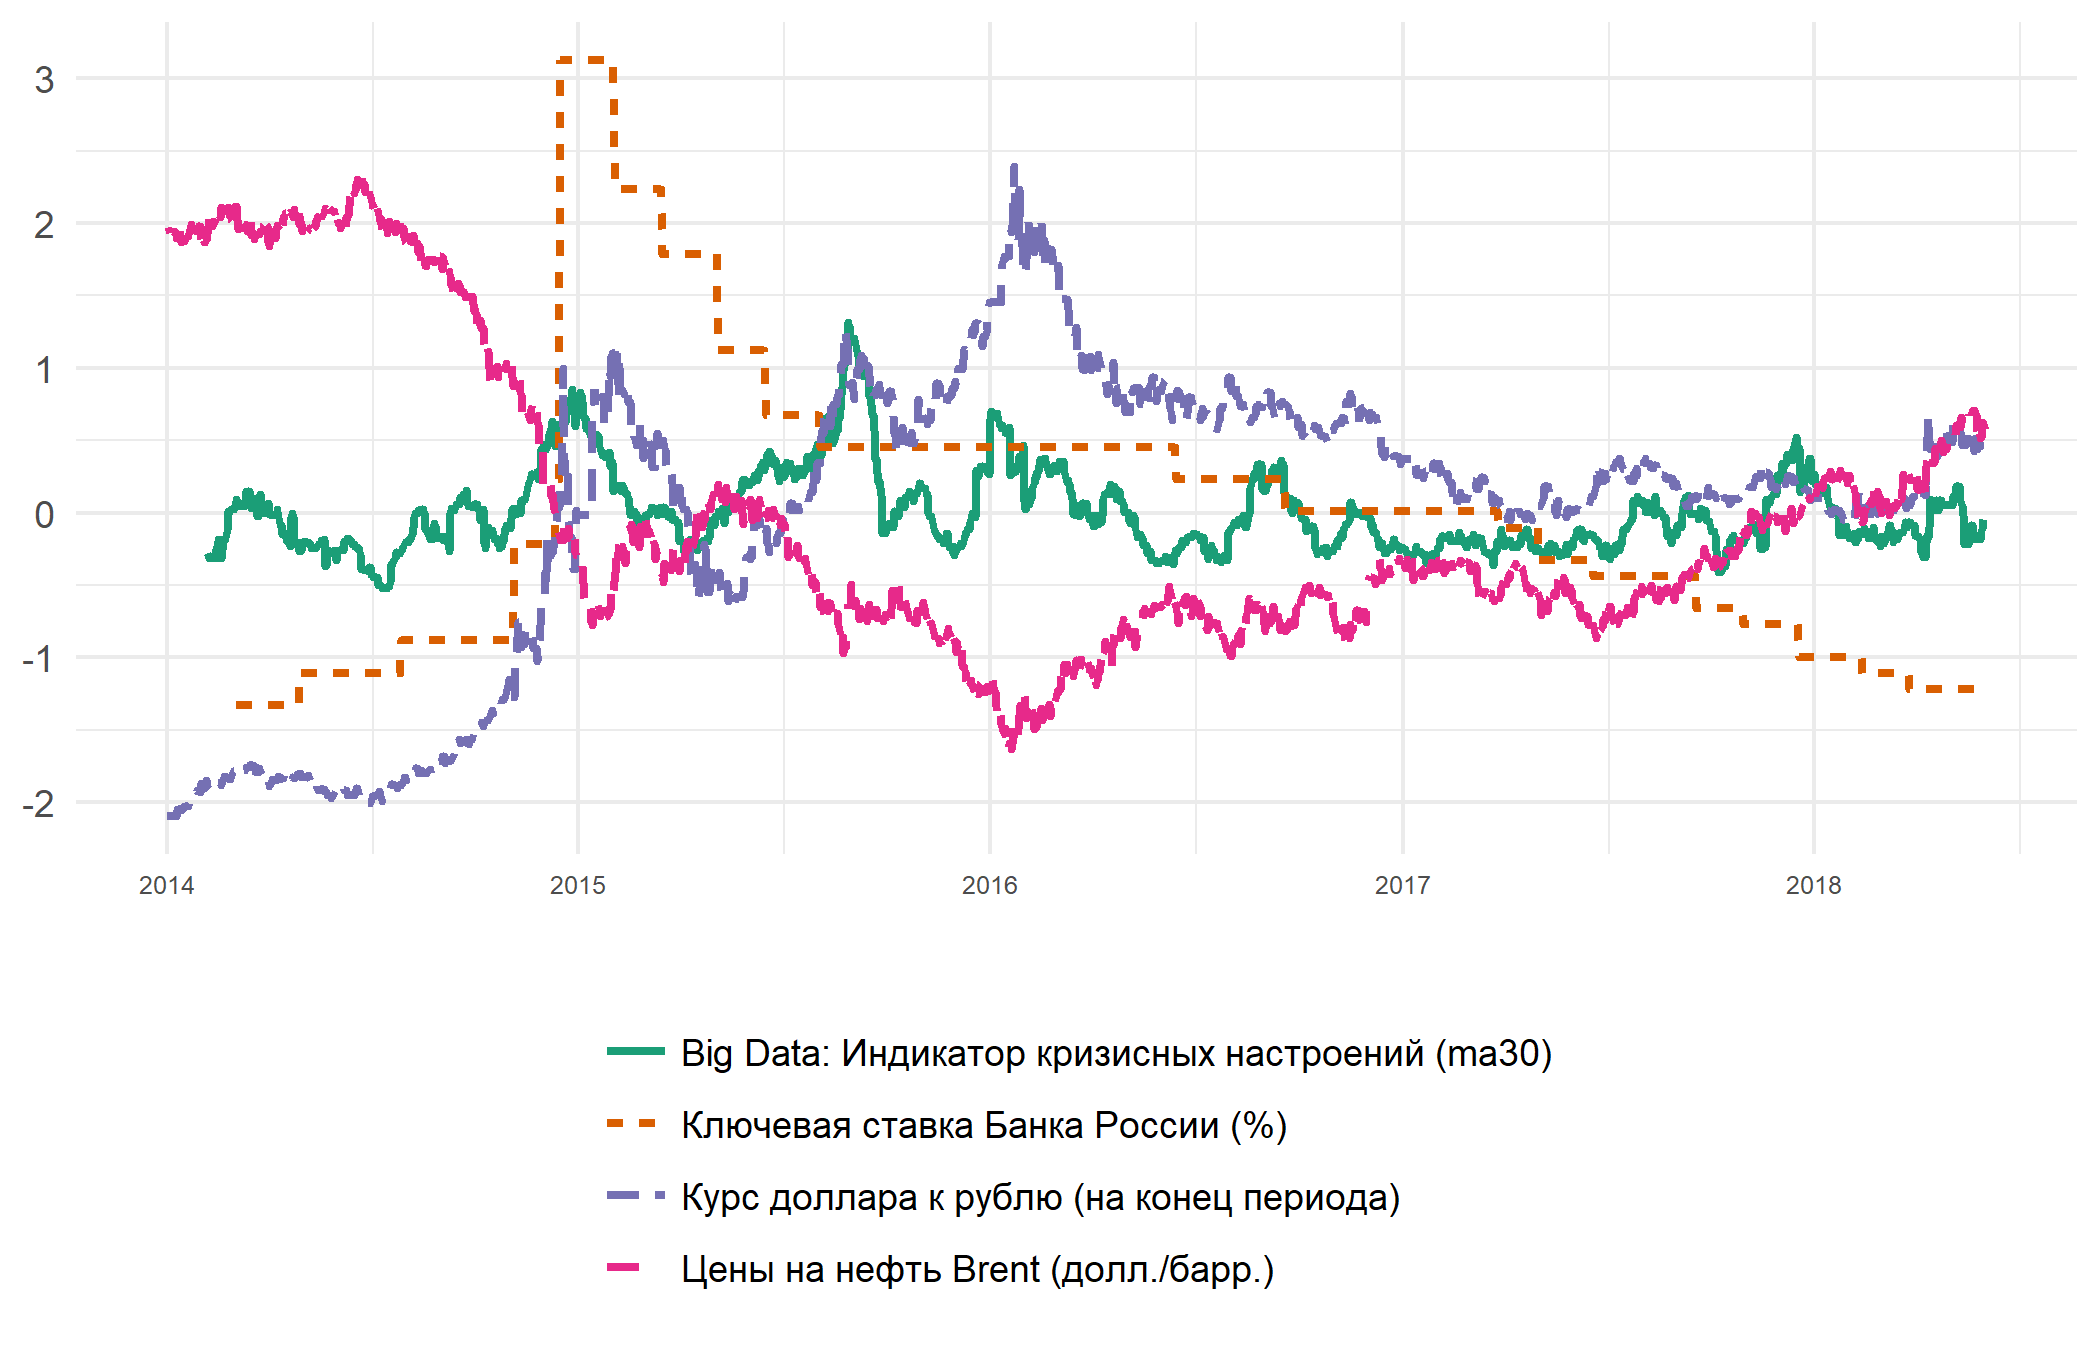 3
2
1
0
-1
-2
2014 2015 2016 2017 2018
Big Data: Индикатор кризисных настроений (ma30)
Ключевая ставка Банка России (%)
Курс доллара к рублю (на конец периода)
Цены на нефть Brent (долл./барр.)